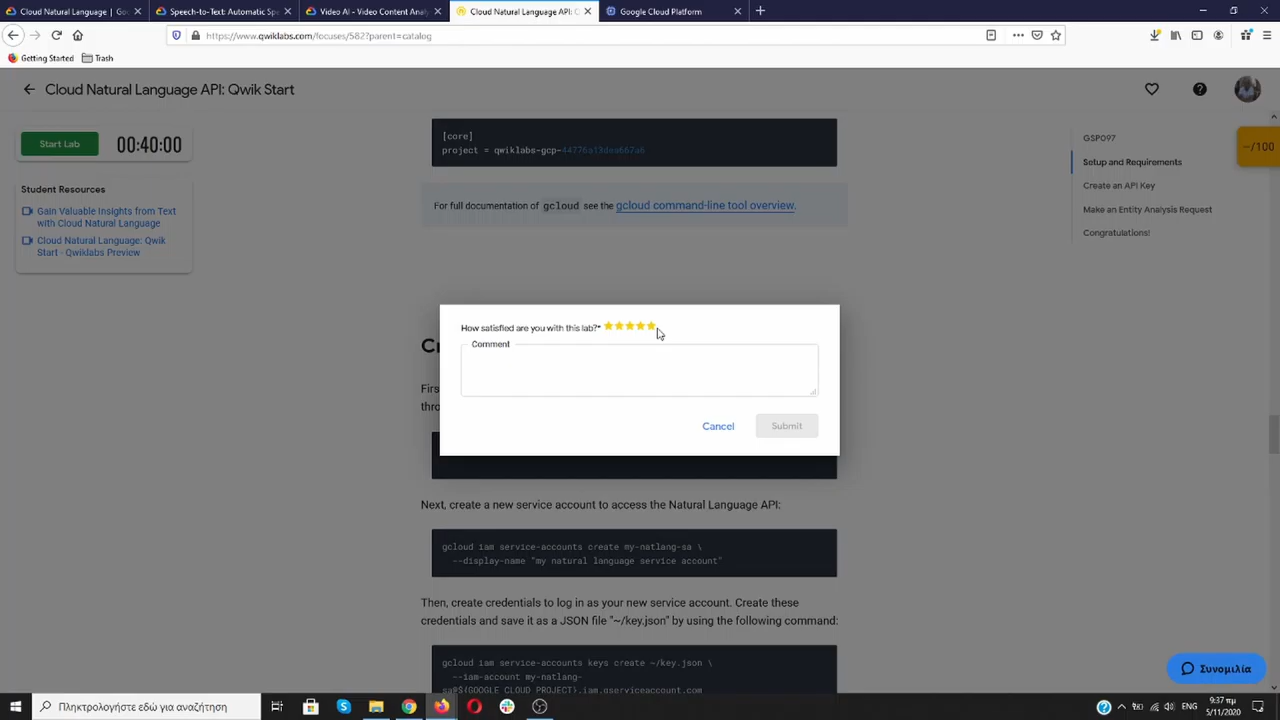 Cloud Natural Language | Go
Speech-to-Text: Automatic Sp
Video AI - Video Content Anal
Cloud Natural Language API: Q
Google Cloud Platform
https://www.qwiklabs.com/focuses/582?parent=catalog
Getting Started
Trash
Cloud Natural Language API: Qwik Start
Start Lab
00:40:00
Student Resources
Gain Valuable Insights from Text
with Cloud Natural Language
Cloud Natural Language: Qwik
Start - Qwiklabs Preview
[core]
project = qwiklabs-gcp-44776a13dea667a6
For full documentation of gcloud see the gcloud command-line tool overview.
GSP097
Setup and Requirements
Create an API Key
Make an Entity Analysis Request
Congratulations!
--/100
How satisfied are you with this lab?*
Comment
Cancel
Submit
Next, create a new service account to access the Natural Language API:
gcloud iam service-accounts create my-natlang-sa \
--display-name "my natural language service account"
Then, create credentials to log in as your new service account. Create these
credentials and save it as a JSON file "~/key.json" by using the following command:
gcloud iam service-accounts keys create ~/key.json \
--iam-account my-natlang-
sa@${GOOGLE_CLOUD_PROJECT}.iam.gserviceaccount.com
Συνομιλία
Πληκτρολογήστε εδώ για αναζήτηση
ENG
9:37 πμ
5/11/2020